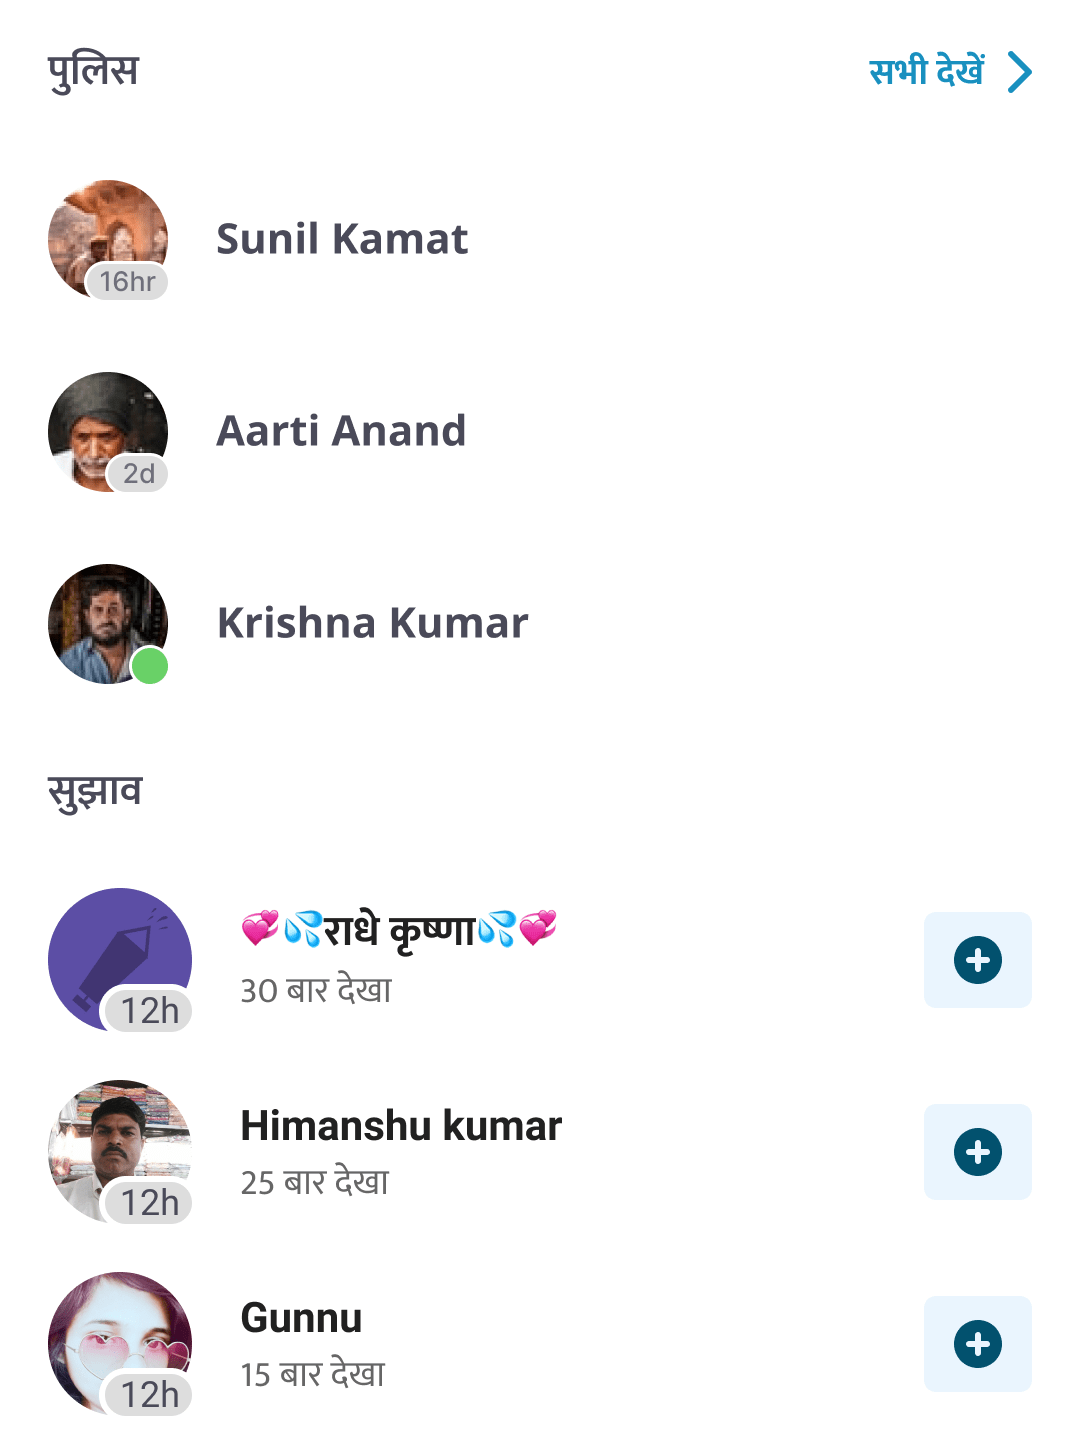 पुलिस
सभी देखें
Sunil Kamat
16hr
Aarti Anand
2d
Krishna Kumar
सुझाव
💞💦राधे कृष्णा💦💞
30 बार देखा
12h
Himanshu kumar
25 बार देखा
12h
Gunnu
15 बार देखा
12h